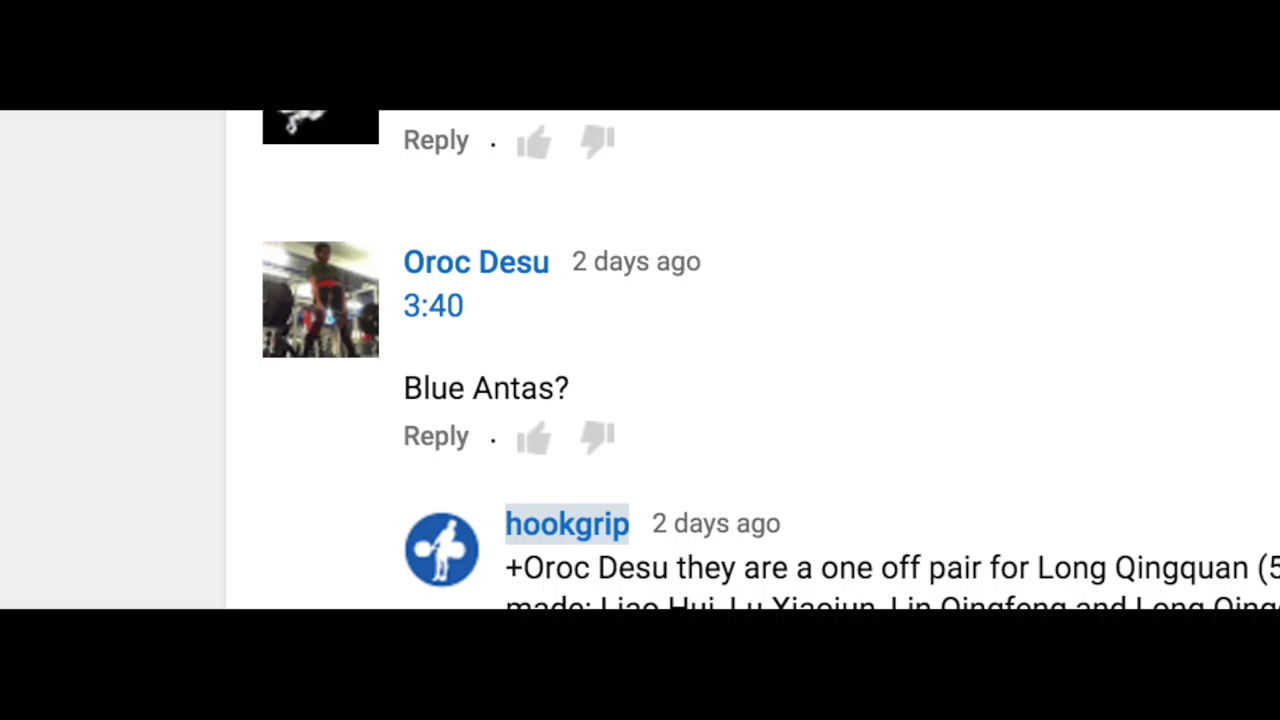 Reply .
Oroc Desu 2 days ago
3:40
Blue Antas?
Reply .
hookgrip 2 days ago
+Oroc Desu they are a one off pair for Long Qingquan (5
made: Liao Hui, Lu Xiaojun, Lin Qingfeng and Long Qing